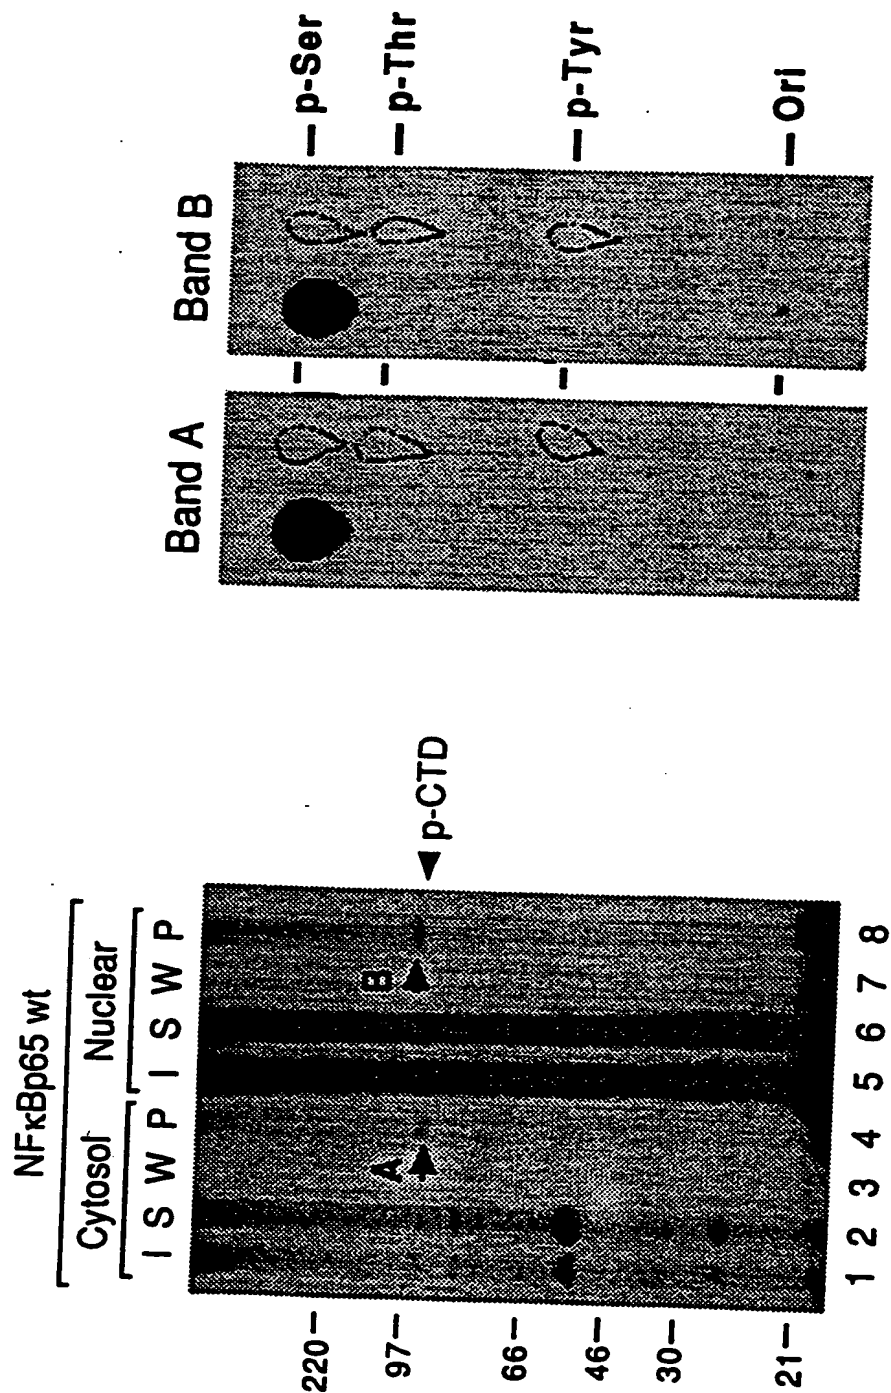 NFκBp65 wt
Cytosol Nuclear
I S W P I S W P
220
97
66
46
30
21
A
B
p-CTD
1 2 3 4 5 6 7 8
Band A Band B
p-Ser
p-Thr
p-Tyr
Ori